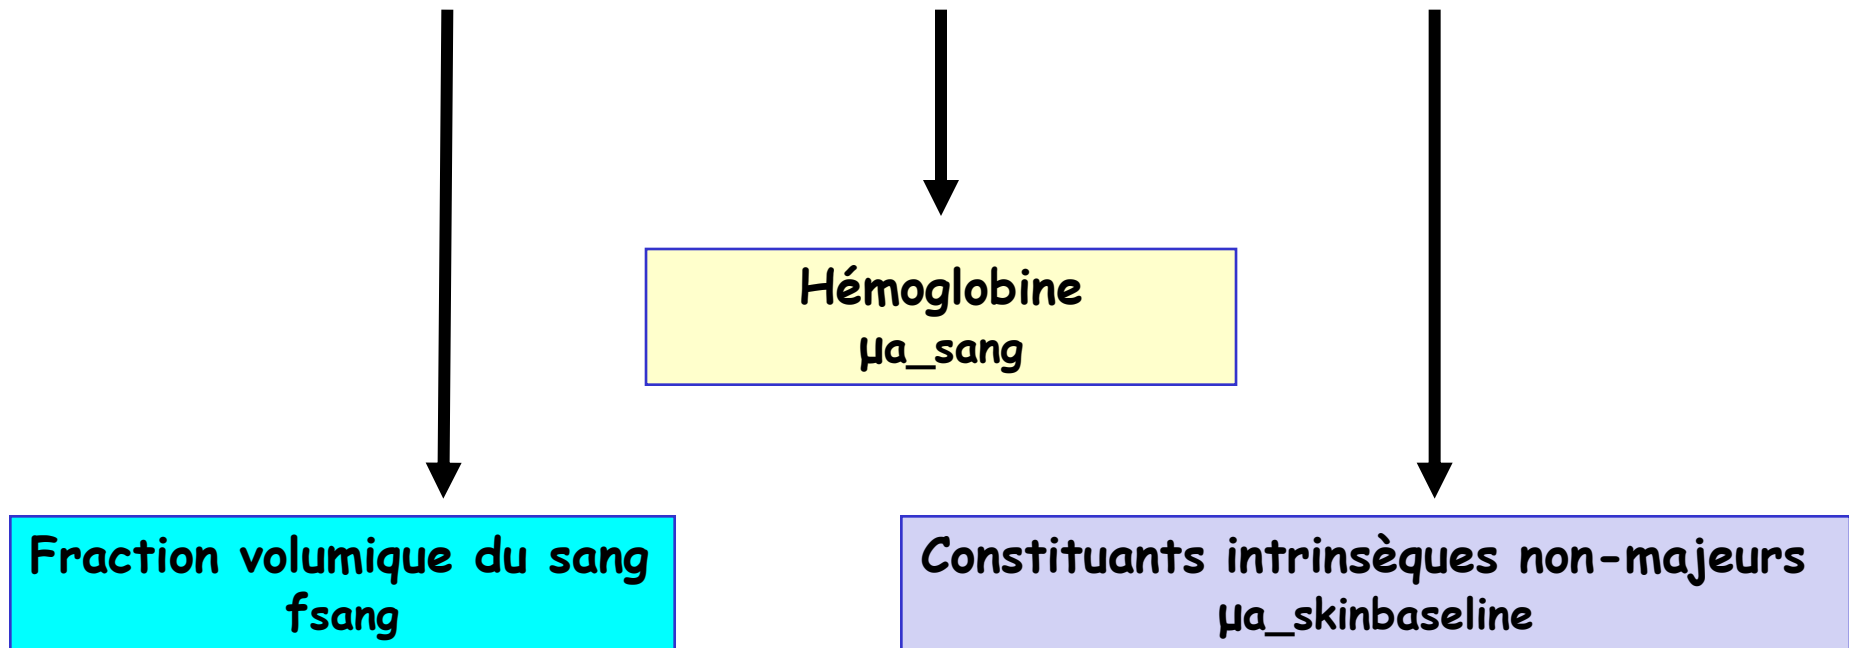 Hémoglobine
µa_sang
Fraction volumique du sang
fsang
Constituants intrinsèques non-majeurs
µa_skinbaseline